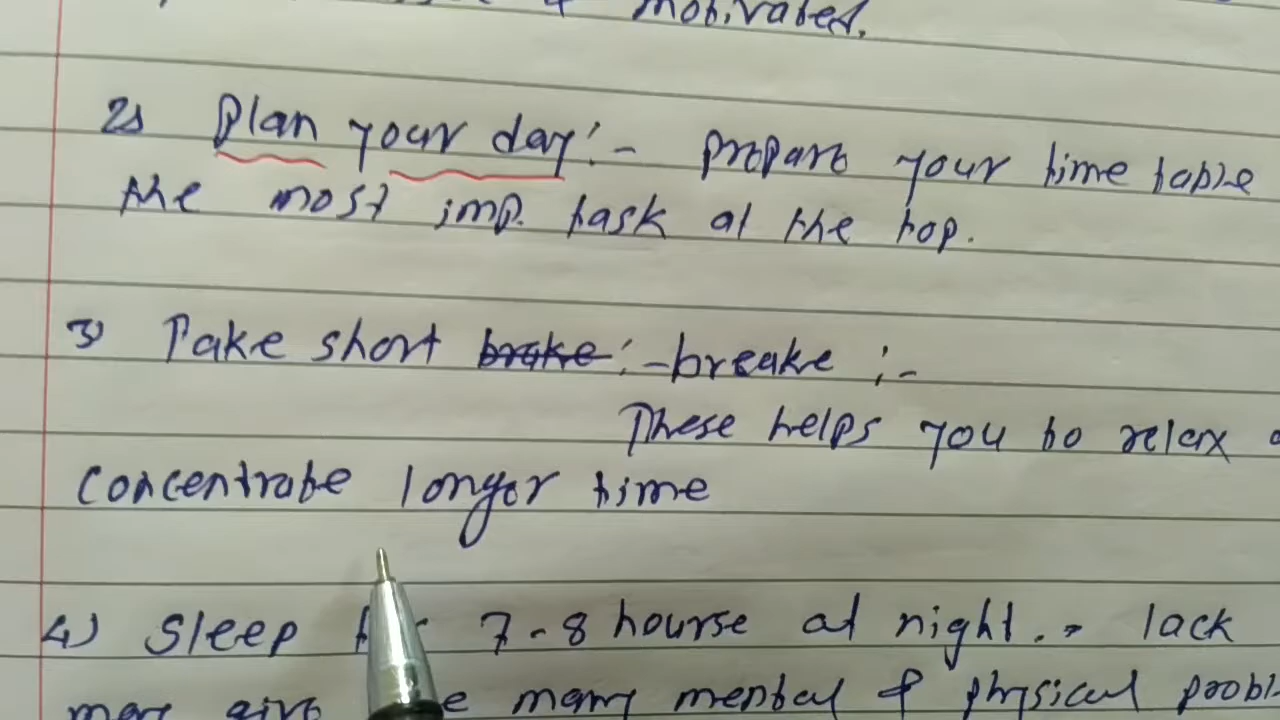 & motivated.
2) Plan your day:- prepare your time table
the most imp. task at the top.
3) Take short brake:- breake :-
These helps you to relax
concentrate longer time
4) Sleep 7-8 hourse at night. - lack
may many mental & physical